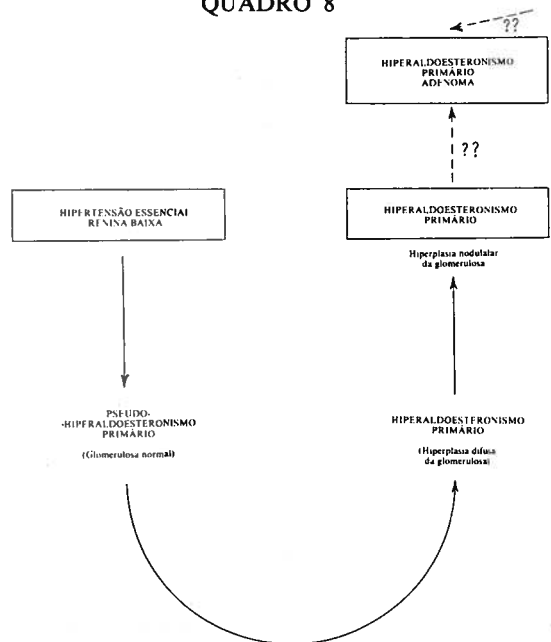 QUADRO 8
??
HIPERALDOESTERONISMO
PRIMÁRIO
ADENOMA
??
HIPERTENSÃO ESSENCIAL
RENINA BAIXA
HIPERALDOESTERONISMO
PRIMÁRIO
Hiperplasia nodulalar
da glomerulosa
PSEUDO-
-HIPERALDOESTERONISMO
PRIMÁRIO
(Glomerulosa normal)
HIPERALDOESTERONISMO
PRIMÁRIO
(Hiperplasia difusa
da glomerulosa)